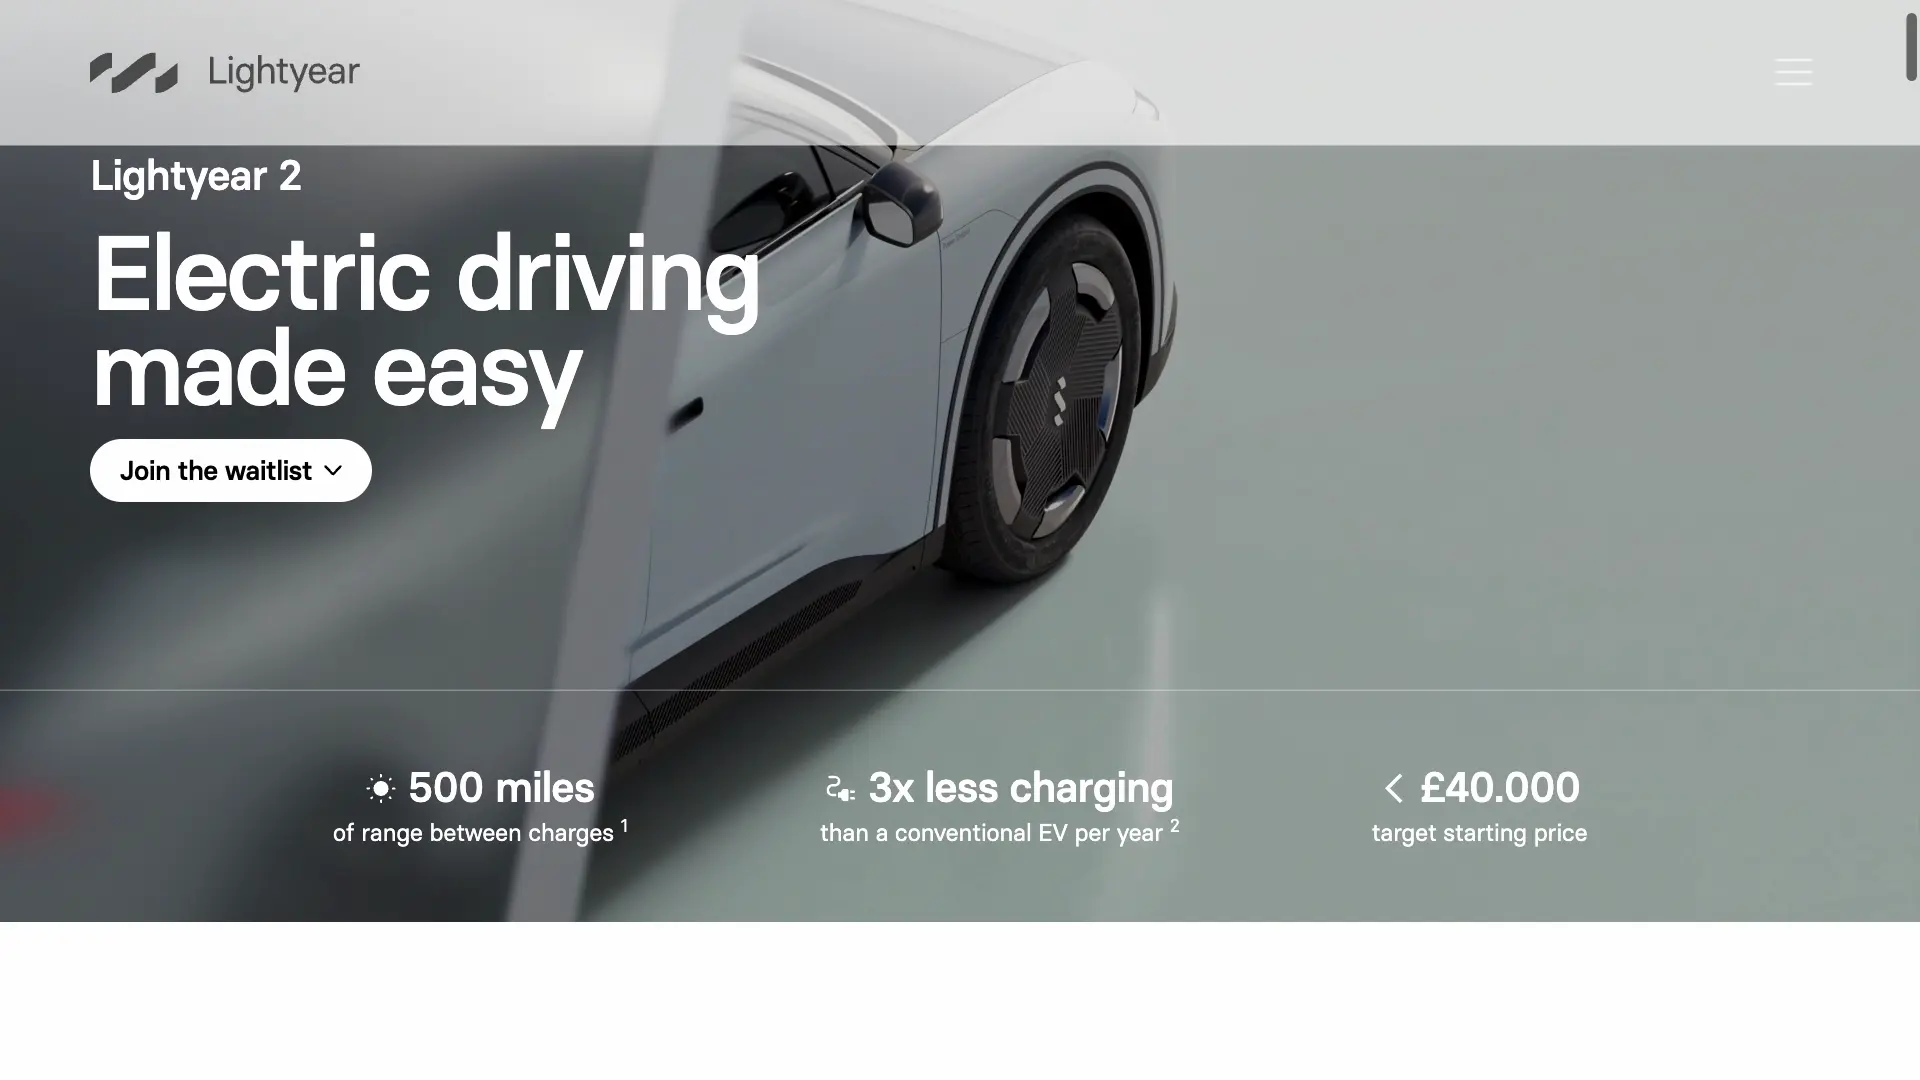 Lightyear
Lightyear 2
Electric driving
made easy
Join the waitlist
500 miles
of range between charges 1
3x less charging
than a conventional EV per year 2
< £40.000
target starting price